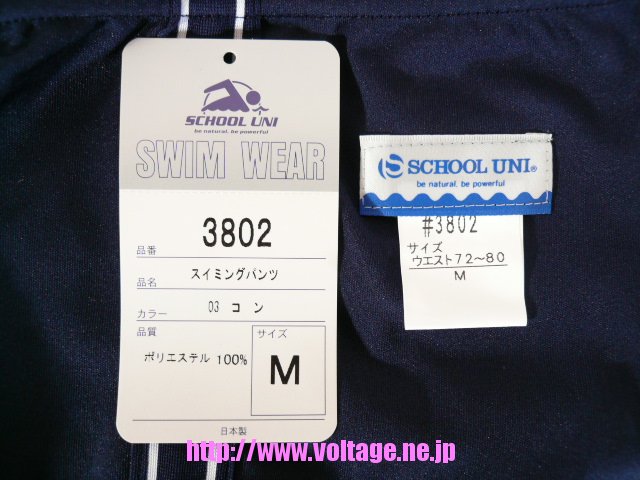 SCHOOL UNI
be natural. be powerful
SWIM WEAR
品番 3802
品名 スイミングパンツ
カラー 03 コン
品質 ポリエステル 100%
サイズ M
日本製
S SCHOOL UNI®
be natural. be powerful
#3802
サイズ
ウエスト72〜80
M
http://www.voltage.ne.jp